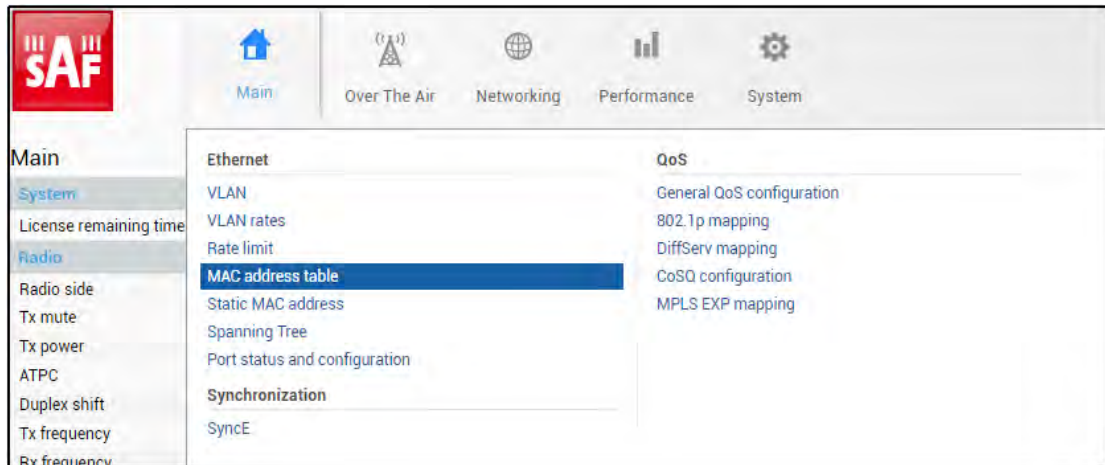 SAF
Main
Over The Air
Networking
Performance
System
Main
System
License remaining time
Radio
Radio side
Tx mute
Tx power
ATPC
Duplex shift
Tx frequency
Rx frequency
Ethernet
VLAN
VLAN rates
Rate limit
MAC address table
Static MAC address
Spanning Tree
Port status and configuration
Synchronization
SyncE
QoS
General QoS configuration
802.1p mapping
DiffServ mapping
CoSQ configuration
MPLS EXP mapping